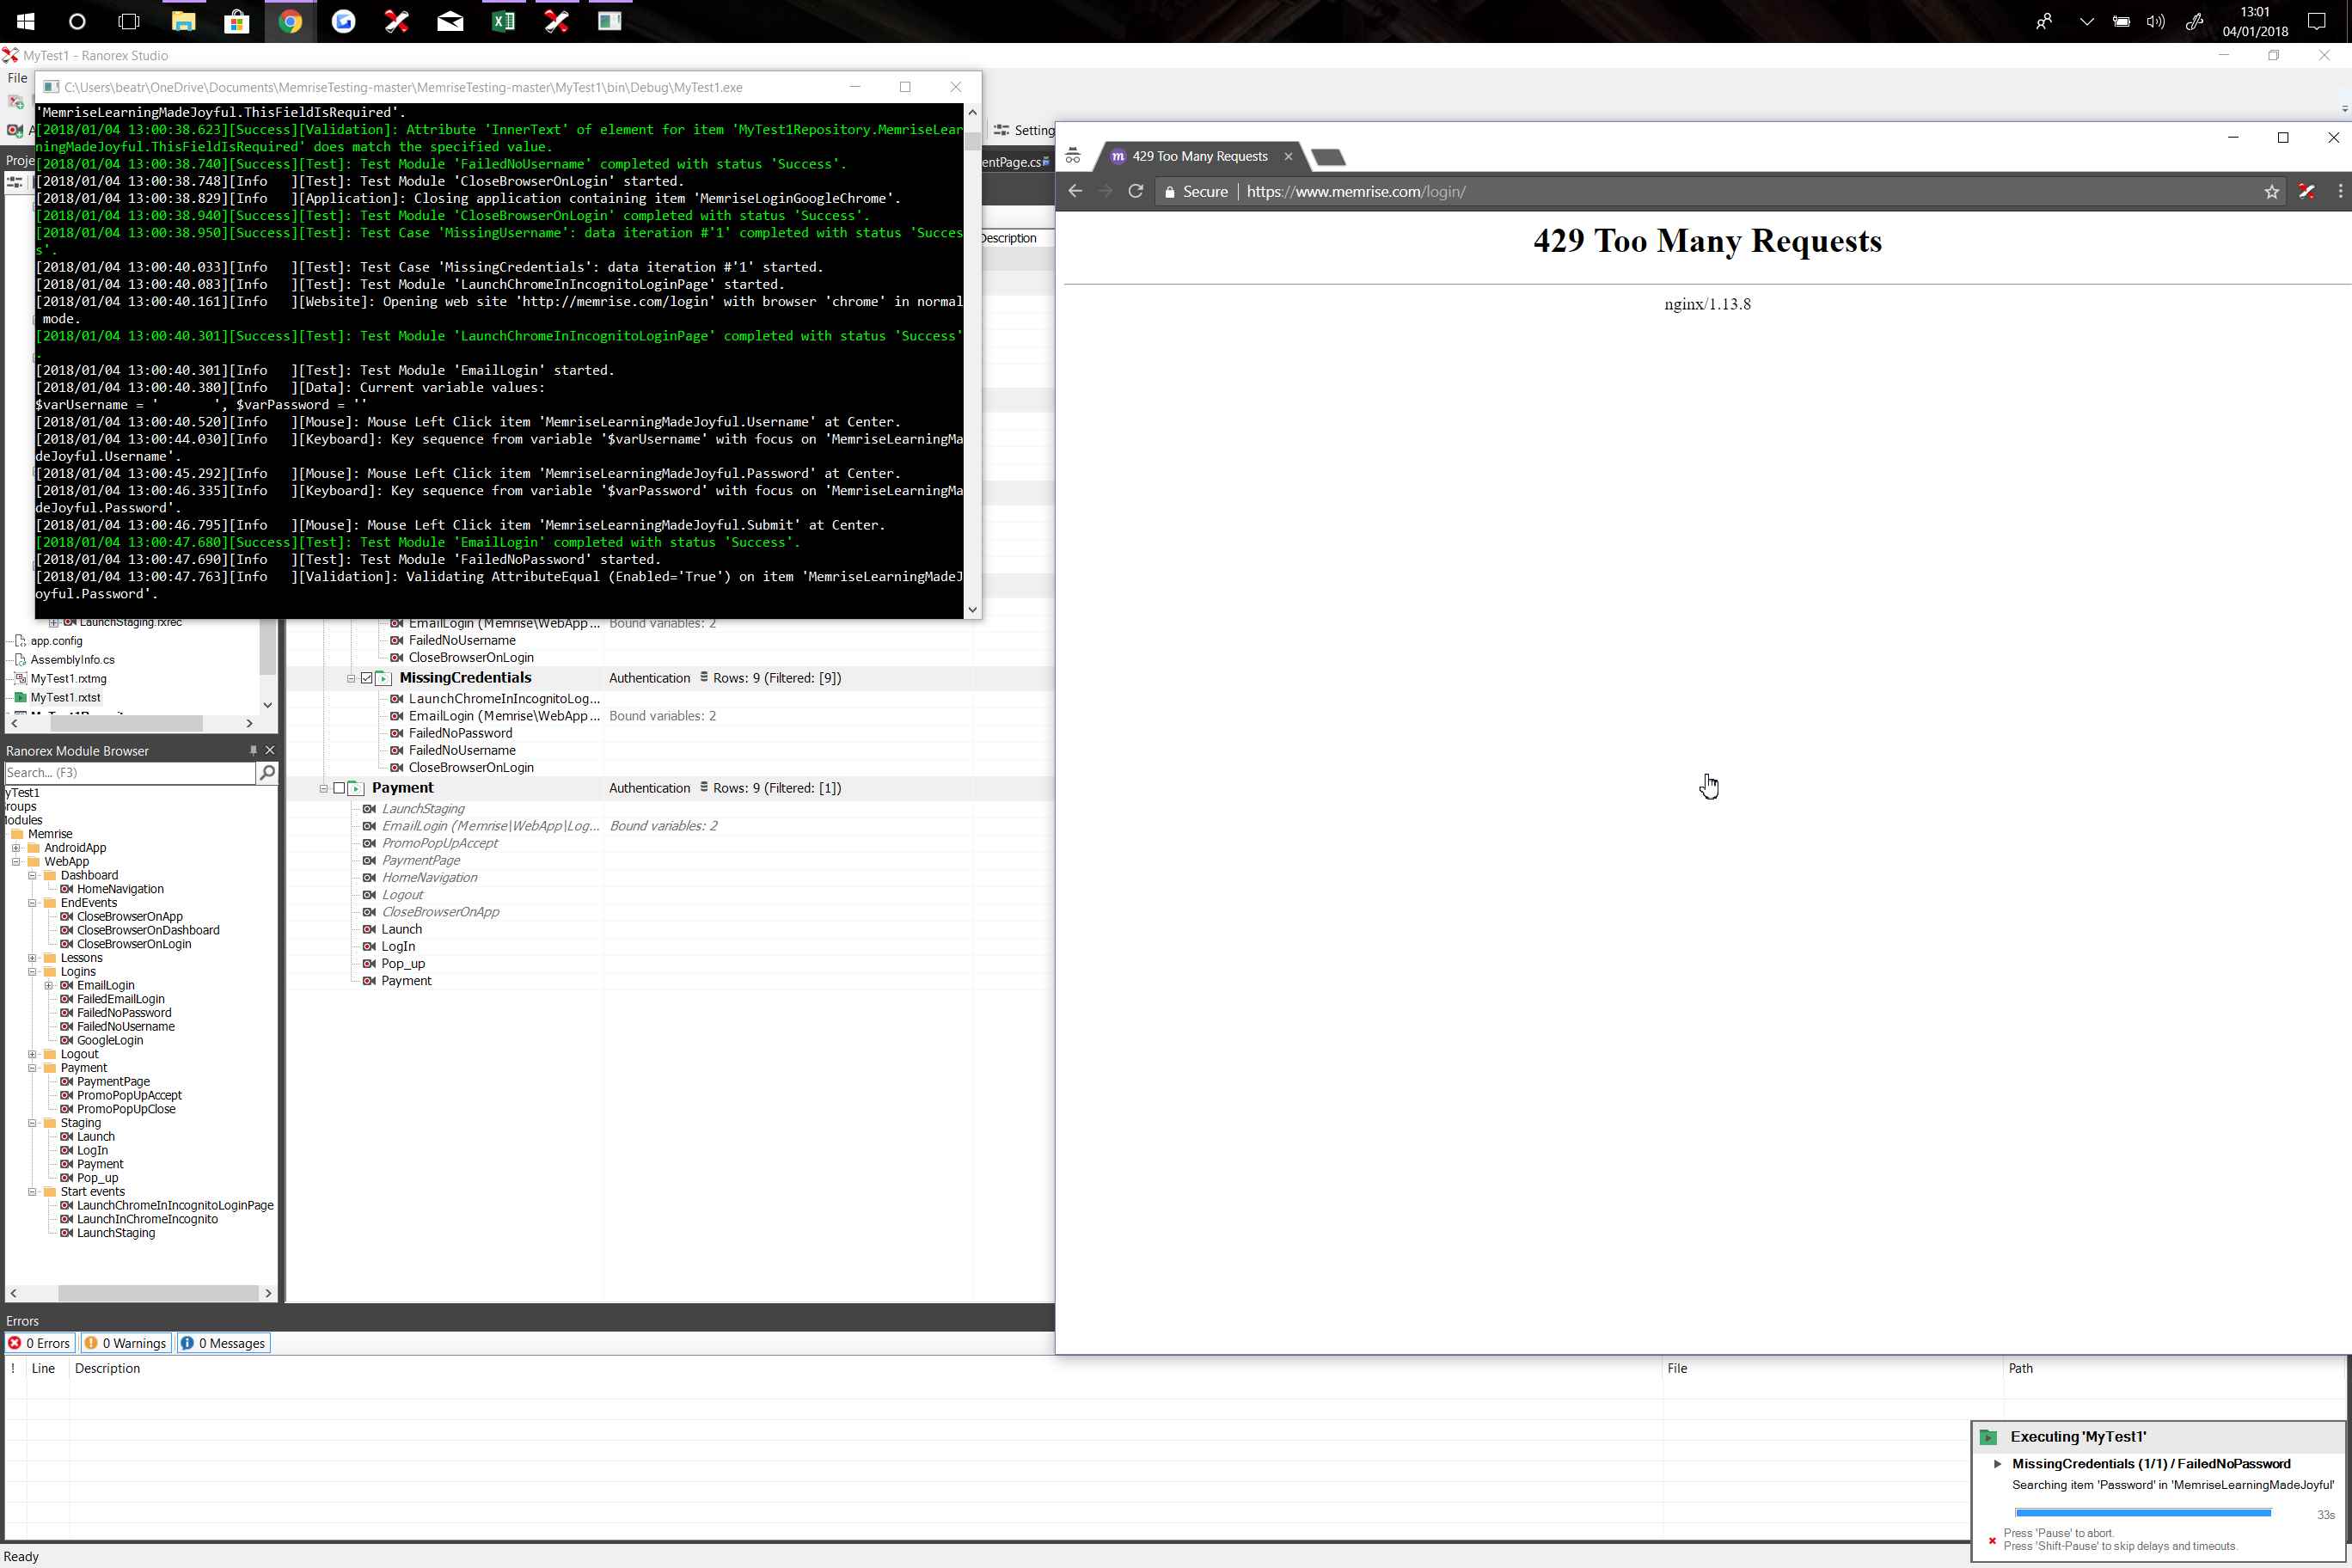 13:01
04/01/2018
MyTest1 - Ranorex Studio
File
C:\Users\beatr\OneDrive\Documents\MemriseTesting-master\MemriseTesting-master\MyTest1\bin\Debug\MyTest1.exe
'MemriseLearningMadeJoyful.ThisFieldIsRequired'.
[2018/01/04 13:00:38.623][Success][Validation]: Attribute 'InnerText' of element for item 'MyTest1Repository.MemriseLear
ningMadeJoyful.ThisFieldIsRequired' does match the specified value.
[2018/01/04 13:00:38.740][Success][Test]: Test Module 'FailedNoUsername' completed with status 'Success'.
[2018/01/04 13:00:38.748][Info   ][Test]: Test Module 'CloseBrowserOnLogin' started.
[2018/01/04 13:00:38.829][Info   ][Application]: Closing application containing item 'MemriseLoginGoogleChrome'.
[2018/01/04 13:00:38.940][Success][Test]: Test Module 'CloseBrowserOnLogin' completed with status 'Success'.
[2018/01/04 13:00:38.950][Success][Test]: Test Case 'MissingUsername': data iteration #'1' completed with status 'Succes
s'.
[2018/01/04 13:00:40.033][Info   ][Test]: Test Case 'MissingCredentials': data iteration #'1' started.
[2018/01/04 13:00:40.083][Info   ][Test]: Test Module 'LaunchChromeInIncognitoLoginPage' started.
[2018/01/04 13:00:40.161][Info   ][Website]: Opening web site 'http://memrise.com/login' with browser 'chrome' in normal
mode.
[2018/01/04 13:00:40.301][Success][Test]: Test Module 'LaunchChromeInIncognitoLoginPage' completed with status 'Success'
.
[2018/01/04 13:00:40.301][Info   ][Test]: Test Module 'EmailLogin' started.
[2018/01/04 13:00:40.380][Info   ][Data]: Current variable values:
$varUsername = '       ', $varPassword = ''
[2018/01/04 13:00:40.520][Info   ][Mouse]: Mouse Left Click item 'MemriseLearningMadeJoyful.Username' at Center.
[2018/01/04 13:00:44.030][Info   ][Keyboard]: Key sequence from variable '$varUsername' with focus on 'MemriseLearningMa
deJoyful.Username'.
[2018/01/04 13:00:45.292][Info   ][Mouse]: Mouse Left Click item 'MemriseLearningMadeJoyful.Password' at Center.
[2018/01/04 13:00:46.335][Info   ][Keyboard]: Key sequence from variable '$varPassword' with focus on 'MemriseLearningMa
deJoyful.Password'.
[2018/01/04 13:00:46.795][Info   ][Mouse]: Mouse Left Click item 'MemriseLearningMadeJoyful.Submit' at Center.
[2018/01/04 13:00:47.680][Success][Test]: Test Module 'EmailLogin' completed with status 'Success'.
[2018/01/04 13:00:47.690][Info   ][Test]: Test Module 'FailedNoPassword' started.
[2018/01/04 13:00:47.763][Info   ][Validation]: Validating AttributeEqual (Enabled='True') on item 'MemriseLearningMadeJ
oyful.Password'.
Proje
Setting
entPage.cs
Description
429 Too Many Requests
Secure | https://www.memrise.com/login/
429 Too Many Requests
nginx/1.13.8
LaunchStaging.rxrec
app.config
AssemblyInfo.cs
MyTest1.rxtmg
MyTest1.rxtst
EmailLogin (Memrise\WebApp... Bound variables: 2
FailedNoUsername
CloseBrowserOnLogin
MissingCredentials Authentication Rows: 9 (Filtered: [9])
LaunchChromeInIncognitoLog...
EmailLogin (Memrise\WebApp... Bound variables: 2
FailedNoPassword
FailedNoUsername
CloseBrowserOnLogin
Payment Authentication Rows: 9 (Filtered: [1])
LaunchStaging
EmailLogin (Memrise\WebApp\Log... Bound variables: 2
PromoPopUpAccept
PaymentPage
HomeNavigation
Logout
CloseBrowserOnApp
Launch
LogIn
Pop_up
Payment
Ranorex Module Browser
Search... (F3)
yTest1
roups
lodules
Memrise
AndroidApp
WebApp
Dashboard
HomeNavigation
EndEvents
CloseBrowserOnApp
CloseBrowserOnDashboard
CloseBrowserOnLogin
Lessons
Logins
EmailLogin
FailedEmailLogin
FailedNoPassword
FailedNoUsername
GoogleLogin
Logout
Payment
PaymentPage
PromoPopUpAccept
PromoPopUpClose
Staging
Launch
LogIn
Payment
Pop_up
Start events
LaunchChromeInIncognitoLoginPage
LaunchInChromeIncognito
LaunchStaging
Errors
0 Errors 0 Warnings 0 Messages
! Line Description File Path
Executing 'MyTest1'
MissingCredentials (1/1) / FailedNoPassword
Searching item 'Password' in 'MemriseLearningMadeJoyful'
33s
Press 'Pause' to abort.
Press 'Shift-Pause' to skip delays and timeouts.
Ready